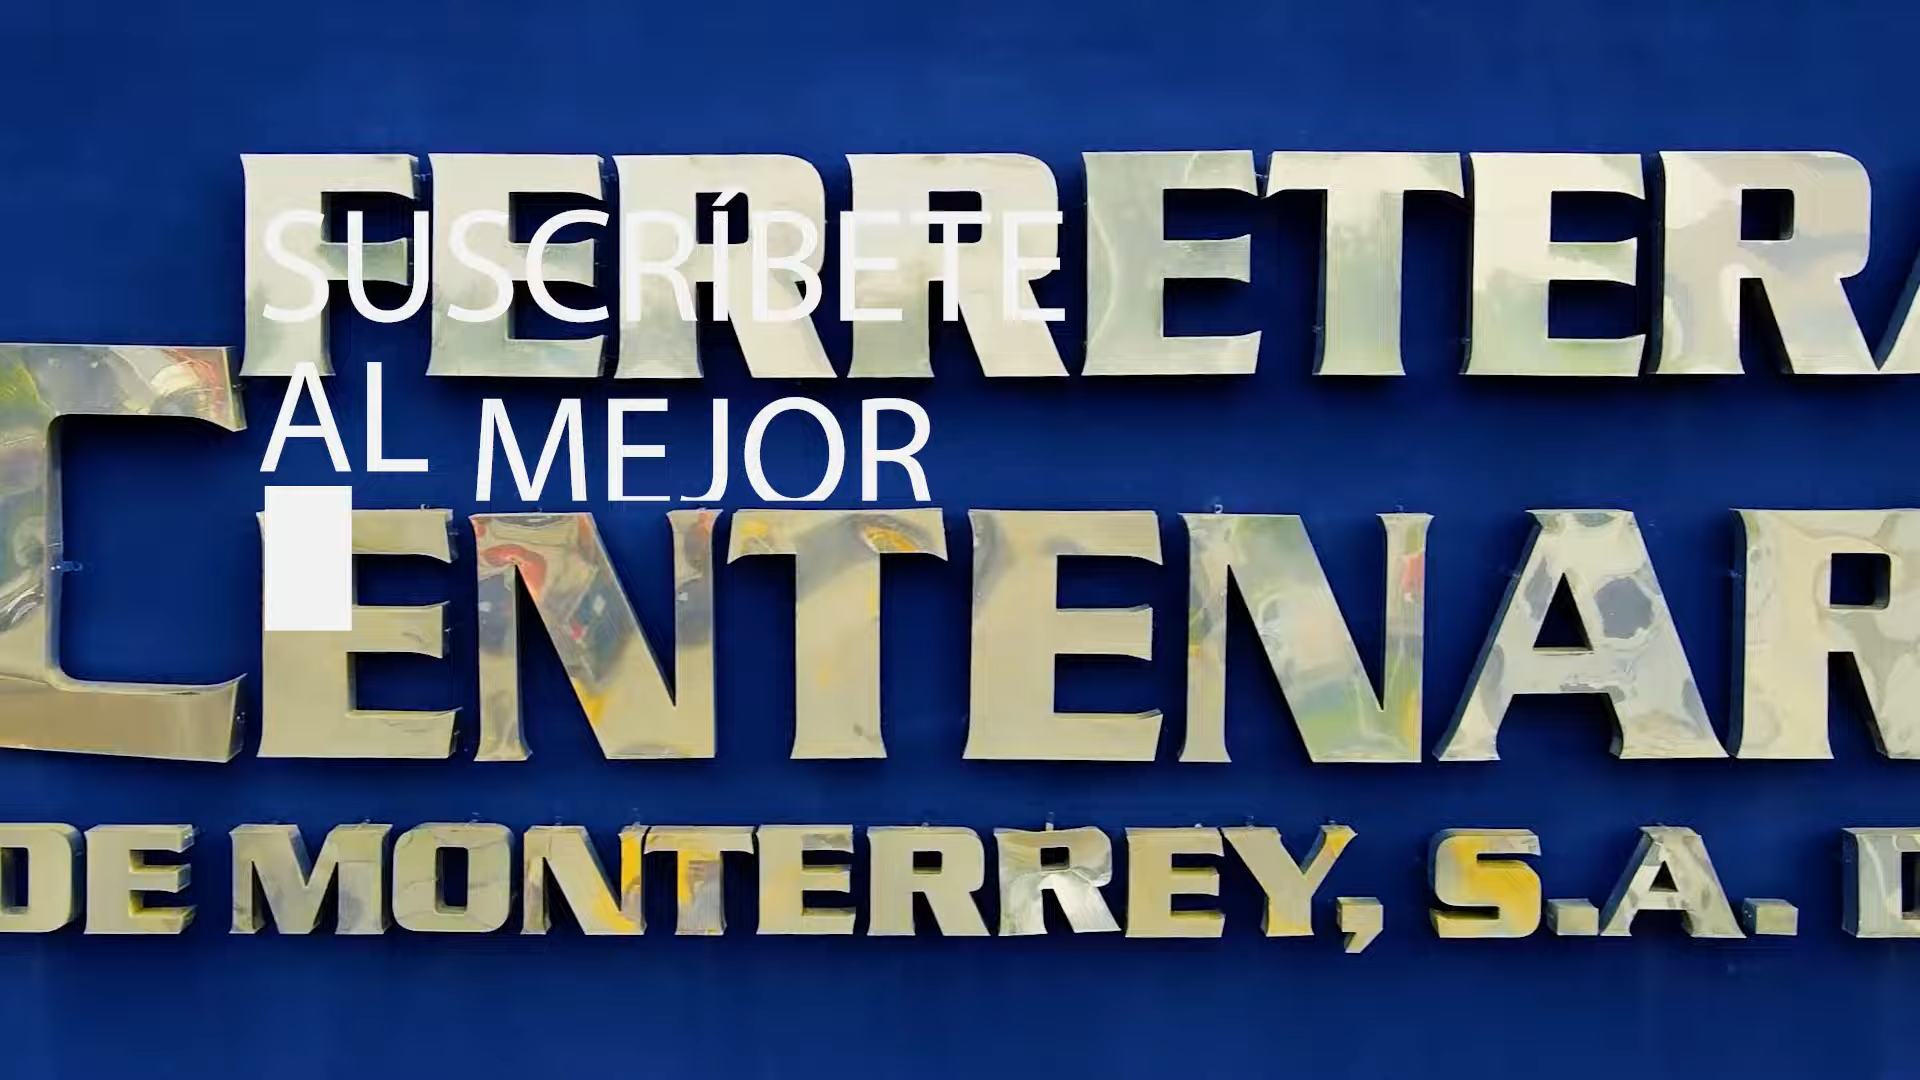 FERRETERA
SUSCRÍBETE
AL MEJOR
CENTENAR
DE MONTERREY, S.A. D